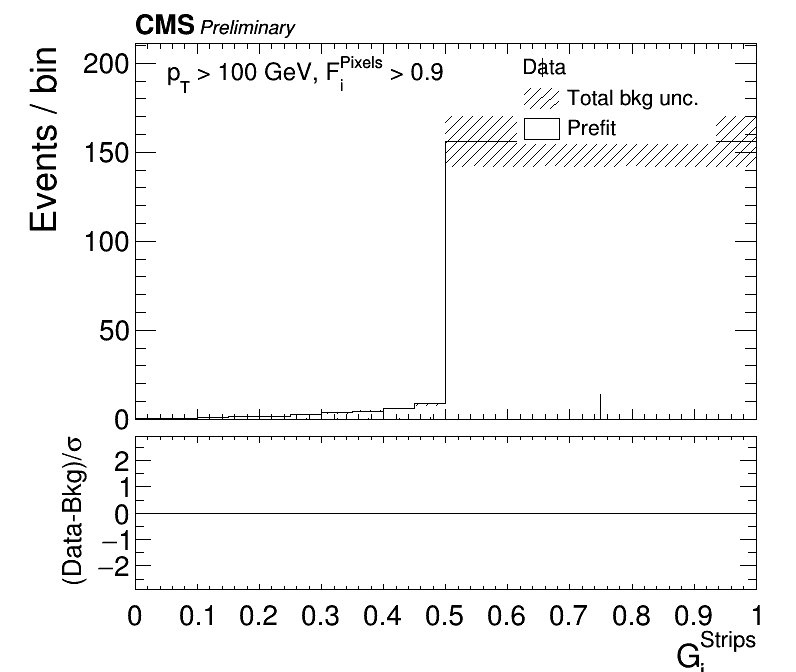 CMS Preliminary
Events / bin
p_T > 100 GeV, F_i^Pixels > 0.9
Data
Total bkg unc.
Prefit
200
150
100
50
0
(Data-Bkg)/σ
2
1
0
−1
−2
0 0.1 0.2 0.3 0.4 0.5 0.6 0.7 0.8 0.9 1
G_i^Strips